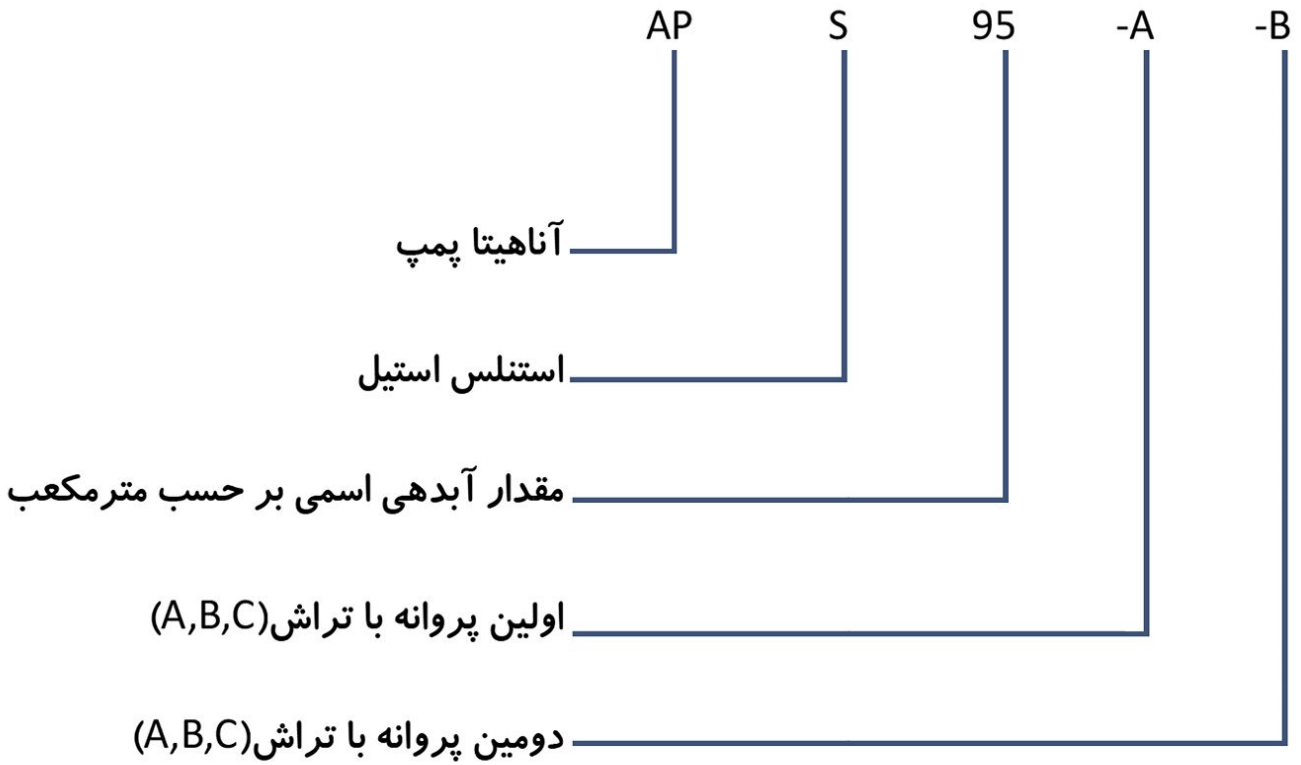 AP S 95 -A -B
آناهیتا پمپ
استنلس استیل
مقدار آبدهی اسمی بر حسب مترمکعب
اولین پروانه با تراش(A,B,C)
دومین پروانه با تراش(A,B,C)